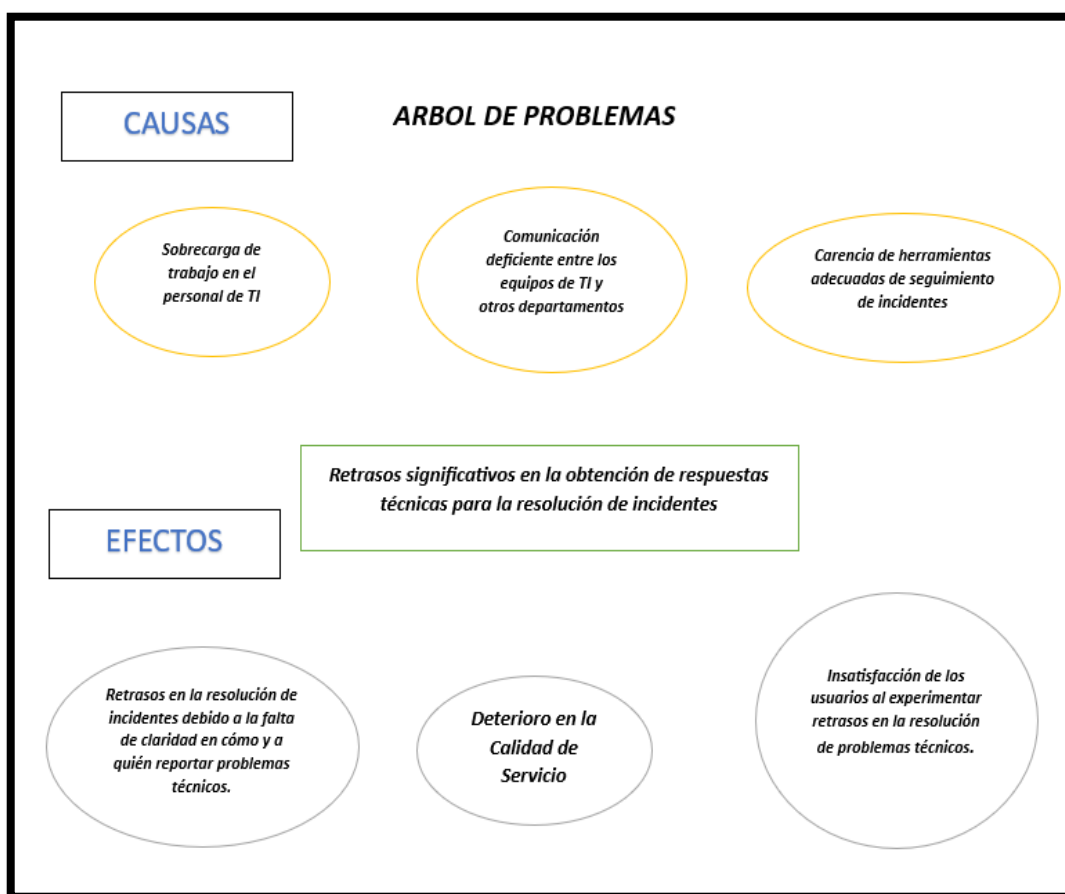 CAUSAS
ARBOL DE PROBLEMAS
Sobrecarga de
trabajo en el
personal de TI
Comunicación
deficiente entre los
equipos de TI y
otros departamentos
Carencia de herramientas
adecuadas de seguimiento
de incidentes
Retrasos significativos en la obtención de respuestas
técnicas para la resolución de incidentes
EFECTOS
Retrasos en la resolución de
incidentes debido a la falta
de claridad en cómo y a
quién reportar problemas
técnicos.
Deterioro en la
Calidad de
Servicio
Insatisfacción de los
usuarios al experimentar
retrasos en la resolución
de problemas técnicos.